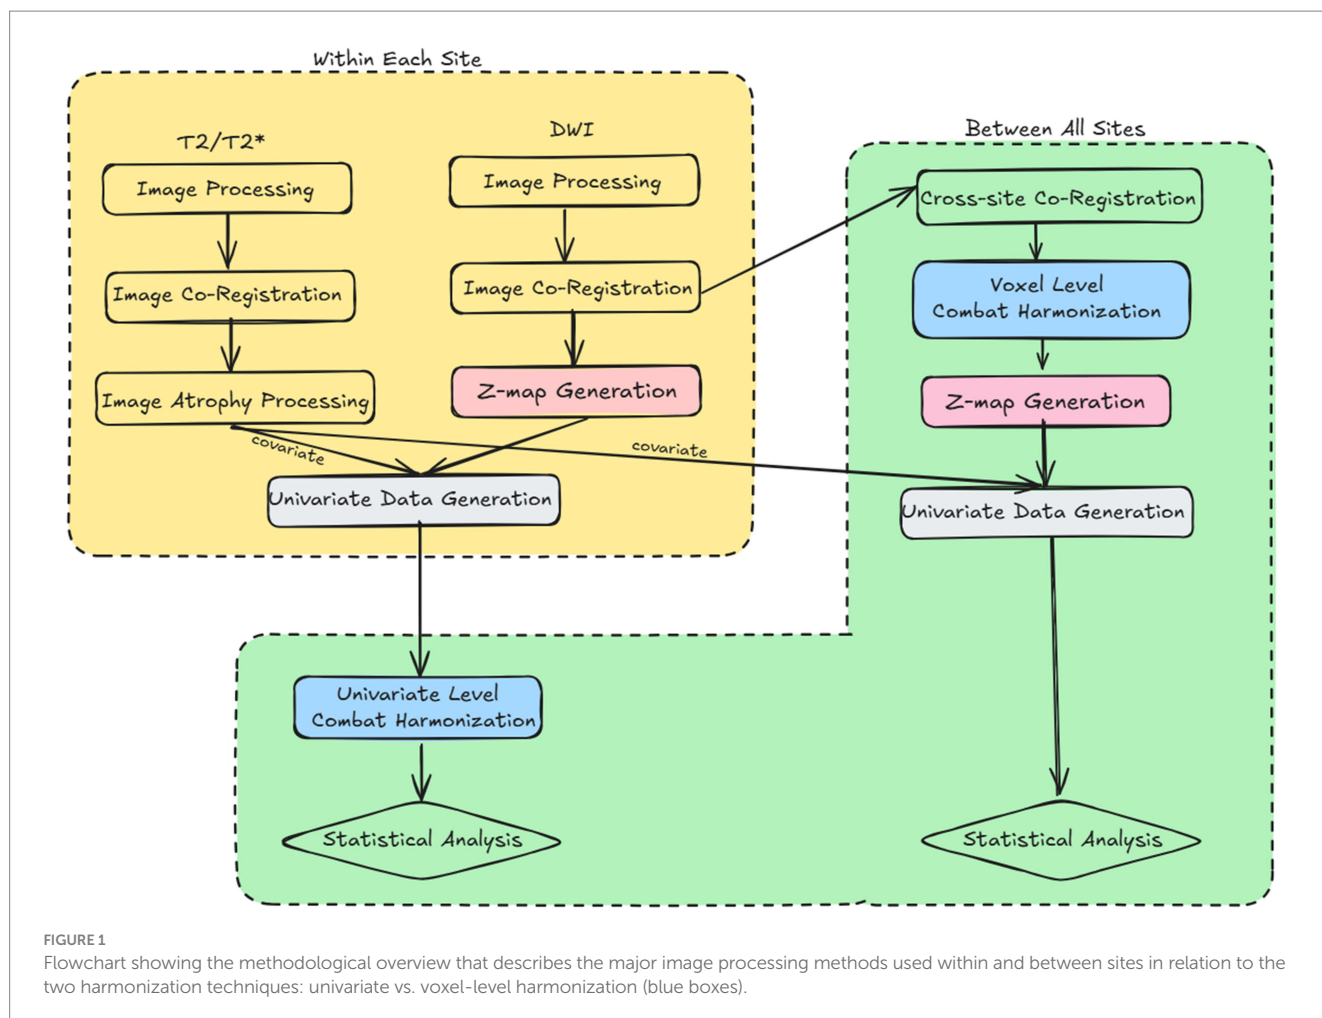 Within Each Site
T2/T2*
Image Processing
Image Co-Registration
Image Atrophy Processing
DWI
Image Processing
Image Co-Registration
Z-map Generation
covariate
covariate
Univariate Data Generation
Between All Sites
Cross-site Co-Registration
Voxel Level
Combat Harmonization
Z-map Generation
Univariate Data Generation
Univariate Level
Combat Harmonization
Statistical Analysis
Statistical Analysis
FIGURE 1
Flowchart showing the methodological overview that describes the major image processing methods used within and between sites in relation to the
two harmonization techniques: univariate vs. voxel-level harmonization (blue boxes).